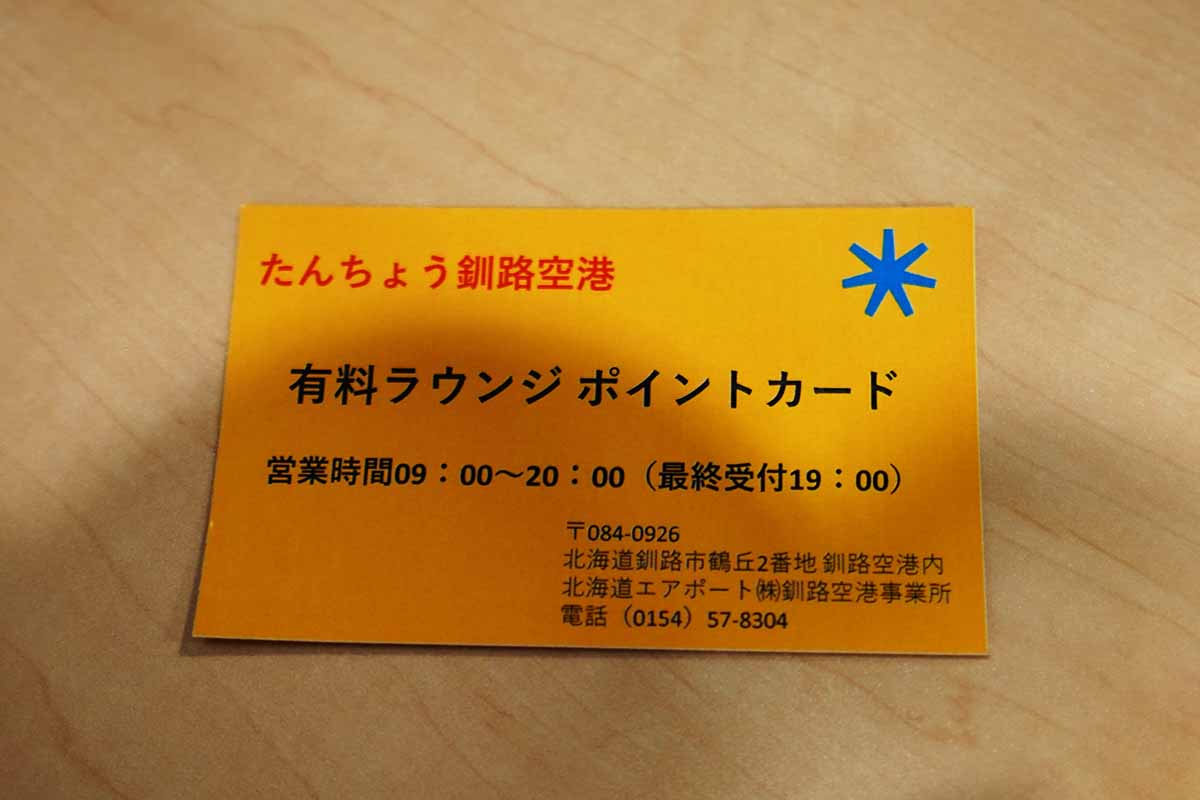 たんちょう釧路空港
有料ラウンジ ポイントカード
営業時間09：00～20：00（最終受付19：00）
〒084-0926
北海道釧路市鶴丘2番地 釧路空港内
北海道エアポート㈱釧路空港事業所
電話（0154）57-8304